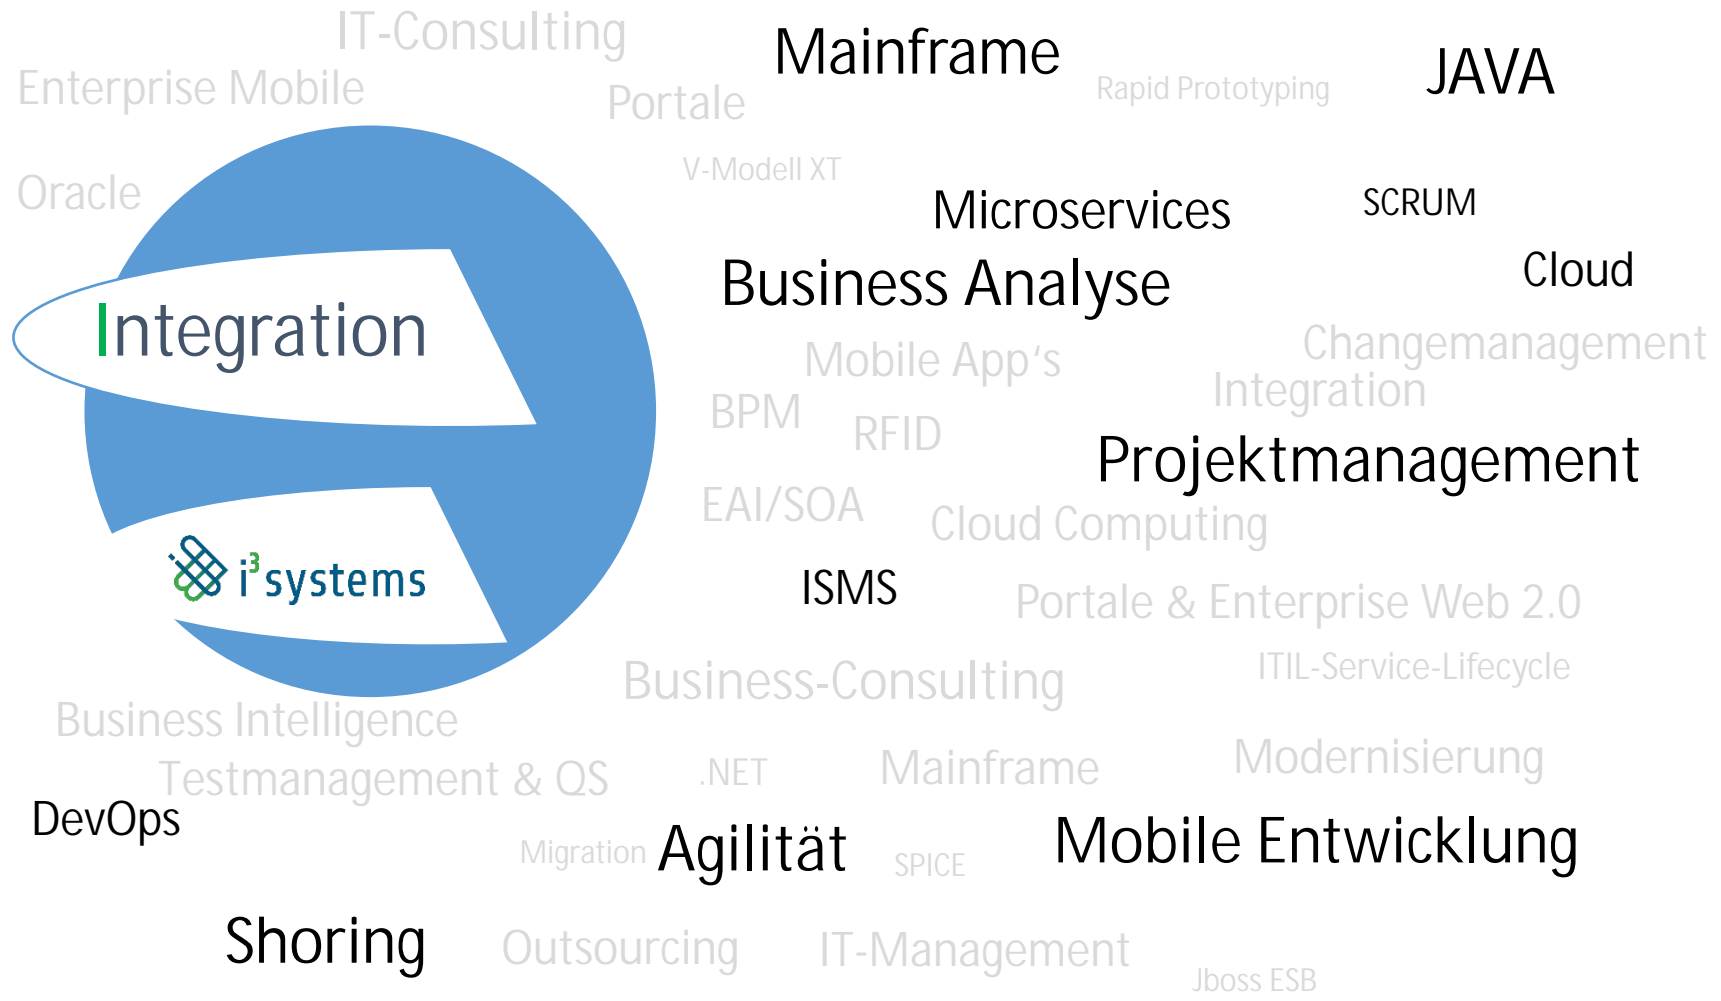 IT-Consulting
Mainframe
JAVA
Enterprise Mobile
Portale
Rapid Prototyping
V-Modell XT
Oracle
Microservices
SCRUM
Business Analyse
Cloud
Integration
Mobile App‘s
Changemanagement
Integration
BPM
RFID
Projektmanagement
EAI/SOA
Cloud Computing
i³systems
ISMS
Portale & Enterprise Web 2.0
Business-Consulting
ITIL-Service-Lifecycle
Business Intelligence
Testmanagement & QS
.NET
Mainframe
Modernisierung
DevOps
Migration
Agilität
SPICE
Mobile Entwicklung
Shoring
Outsourcing
IT-Management
Jboss ESB